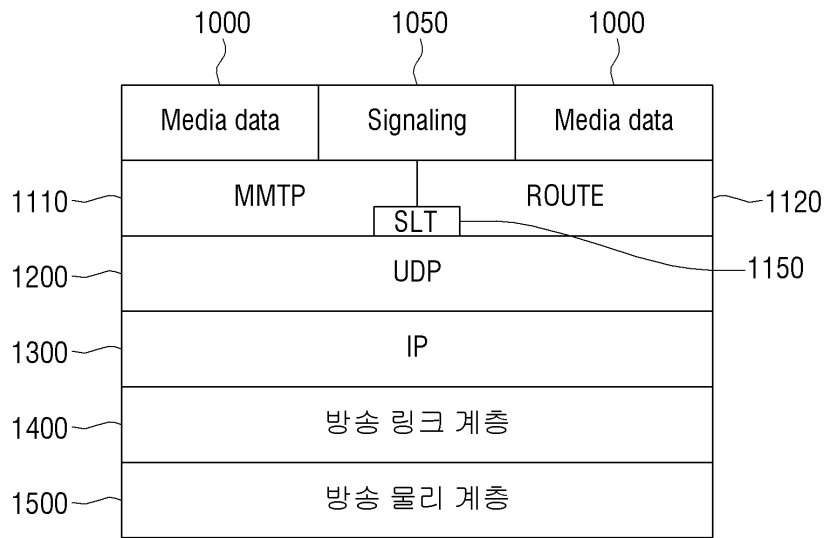 1000 1050 1000
Media data Signaling Media data
1110 MMTP ROUTE 1120
SLT 1150
1200 UDP
1300 IP
1400 방송 링크 계층
1500 방송 물리 계층